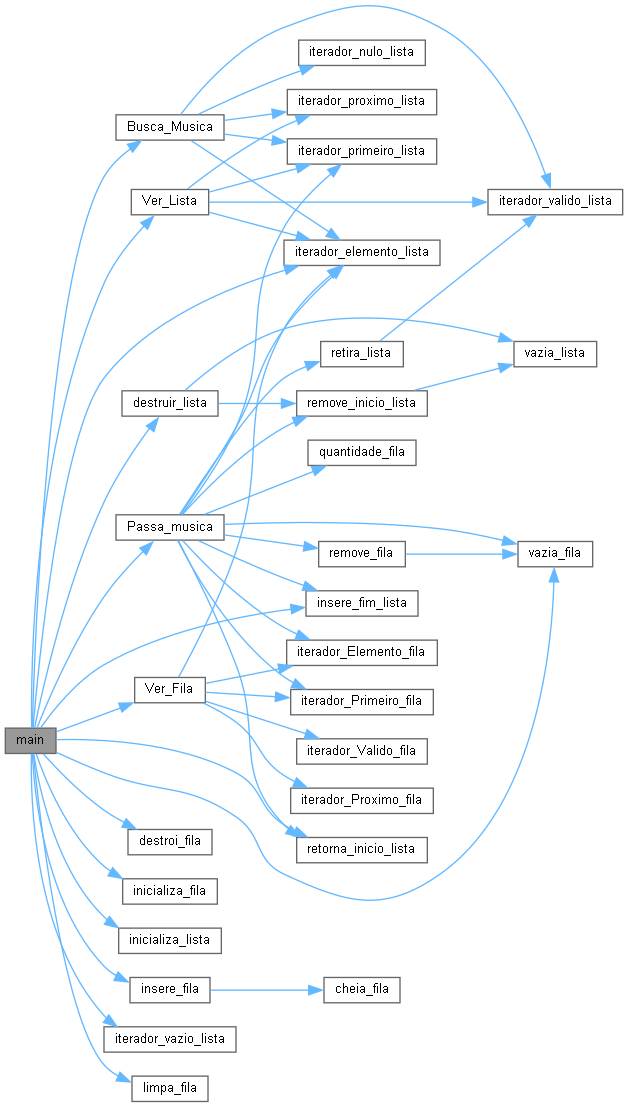 iterador_nulo_lista
iterador_proximo_lista
Busca_Musica
iterador_primeiro_lista
Ver_Lista
iterador_valido_lista
iterador_elemento_lista
retira_lista
vazia_lista
destruir_lista
remove_inicio_lista
quantidade_fila
Passa_musica
remove_fila
vazia_fila
insere_fim_lista
iterador_Elemento_fila
Ver_Fila
iterador_Primeiro_fila
main
iterador_Valido_fila
iterador_Proximo_fila
destroi_fila
retorna_inicio_lista
inicializa_fila
inicializa_lista
insere_fila
cheia_fila
iterador_vazio_lista
limpa_fila